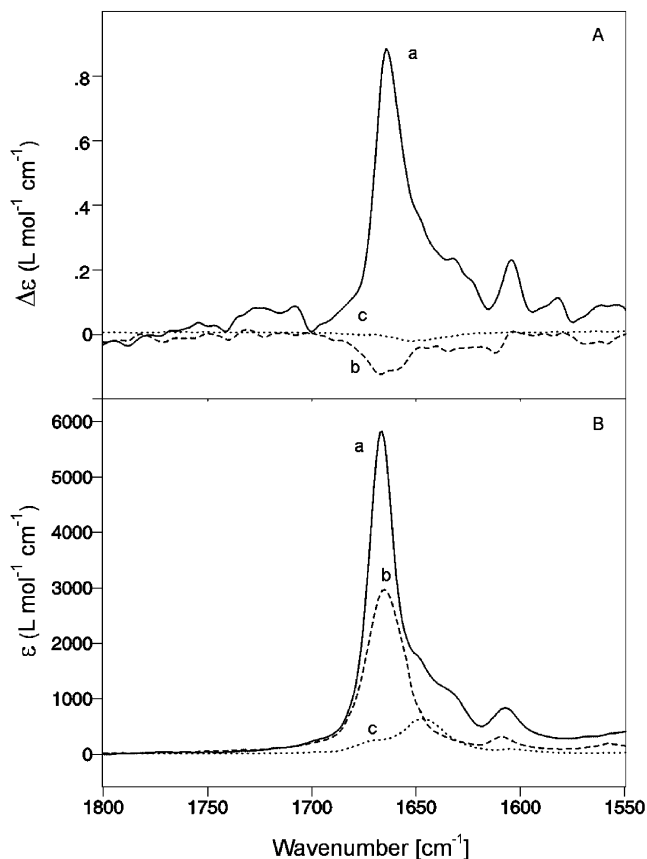 A
a
.8
.6
.4
.2
0
c
b
Δε (L mol⁻¹ cm⁻¹)
B
a
b
c
6000
5000
4000
3000
2000
1000
0
ε (L mol⁻¹ cm⁻¹)
1800 1750 1700 1650 1600 1550
Wavenumber [cm⁻¹]